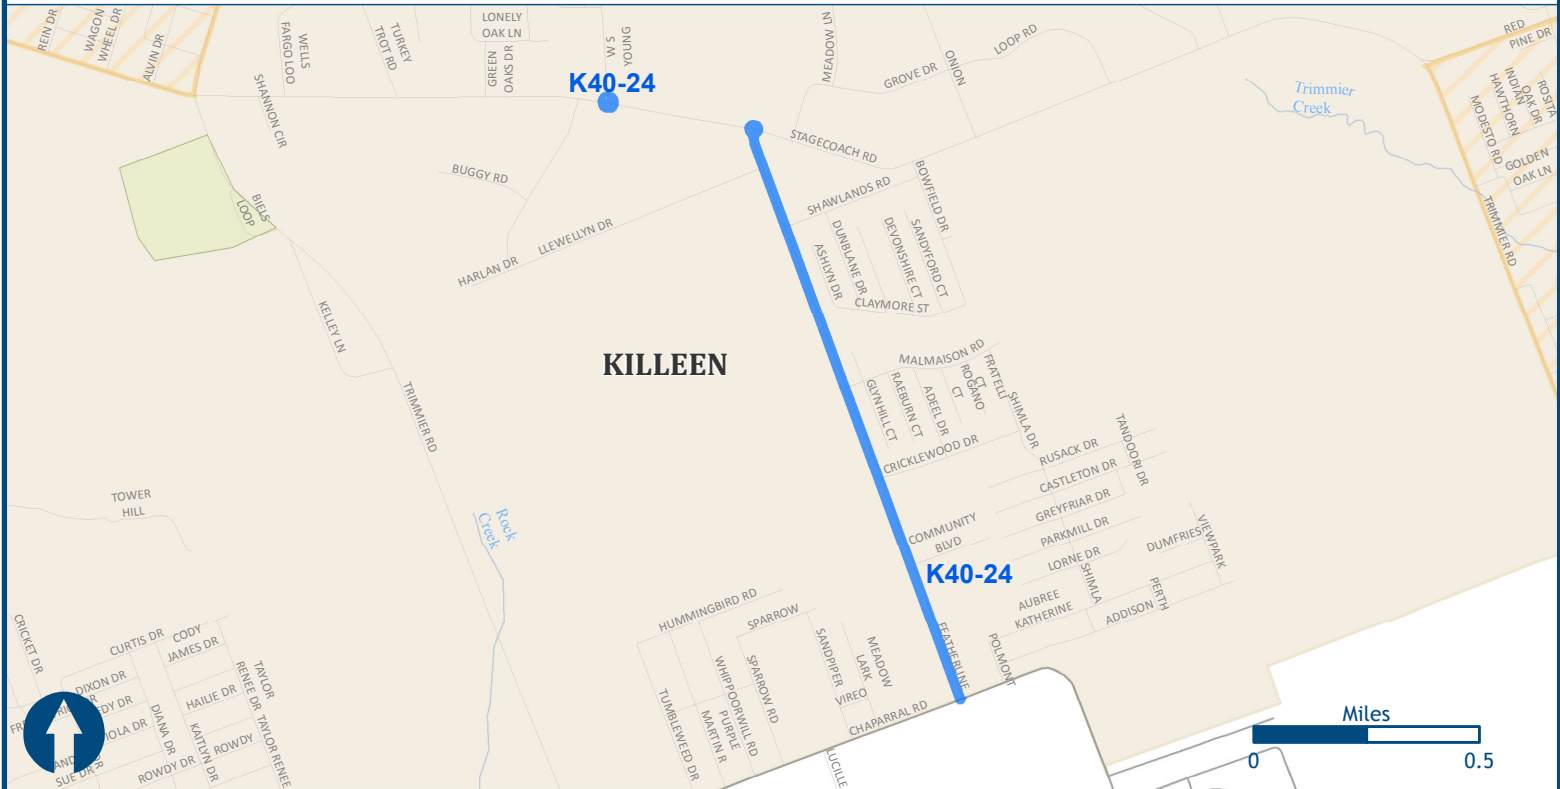 REIN DR
WAGON
WHEEL DR
ALVIN DR
WELLS
FARGO LOO
TURKEY
TROT RD
LONELY
OAK LN
GREEN
OAKS DR
W S
YOUNG
MEADOW LN
GROVE DR
ONION
LOOP RD
RED
PINE DR
K40-24
SHANNON CIR
Trimmier
Creek
ROSITA
INDIAN
OAK DR
HAWTHORN
MODESTO RD
GOLDEN
OAK LN
STAGECOACH RD
BUGGY RD
SHAWLANDS RD
BOWFIELD DR
BIELS
LOOP
TRIMMIER RD
LLEWELLYN DR
HARLAN DR
DUNBLANE DR
ASHLYN DR
DEVONSHIRE CT
SANDYFORD CT
CLAYMORE ST
KELLEY LN
KILLEEN
MALMAISON RD
FRATELLI
CT
ROGANO
CT
GLYNHILL CT
RAEBURN CT
ADEEL DR
SHIMLA DR
TRIMMIER RD
CRICKLEWOOD DR
RUSACK DR
TANDOORI DR
CASTLETON DR
GREYFRIAR DR
TOWER
HILL
Rock
Creek
COMMUNITY
BLVD
PARKMILL DR
DUMFRIES
VIEWPARK
LORNE DR
K40-24
SHIMLA
PERTH
AUBREE
KATHERINE
ADDISON
HUMMINGBIRD RD
SPARROW
CRICKET DR
CURTIS DR
CODY
JAMES DR
SANDPIPER
MEADOW
LARK
FEATHERLINE
POLMONT
DIXON DR
RENEE DR
TAYLOR
WHIPPOORWILL RD
SPARROW RD
VIREO
HAILIE DR
TUMBLEWEED DR
MARTIN R
PURPLE
CHAPARRAL RD
DIANA DR
KAITLYN DR
ROWDY
TAYLOR RENEE
LUCILLE
SUE DR
ROWDY DR
Miles
0
0.5